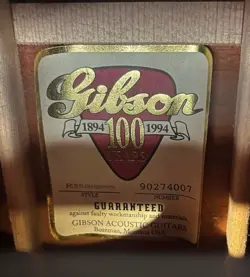 Gibson
1894 100 1994
YEARS
90274007
STYLE NUMBER
GUARANTEED
against faulty workmanship and materials.
GIBSON ACOUSTIC GUITARS
Bozeman, Montana USA